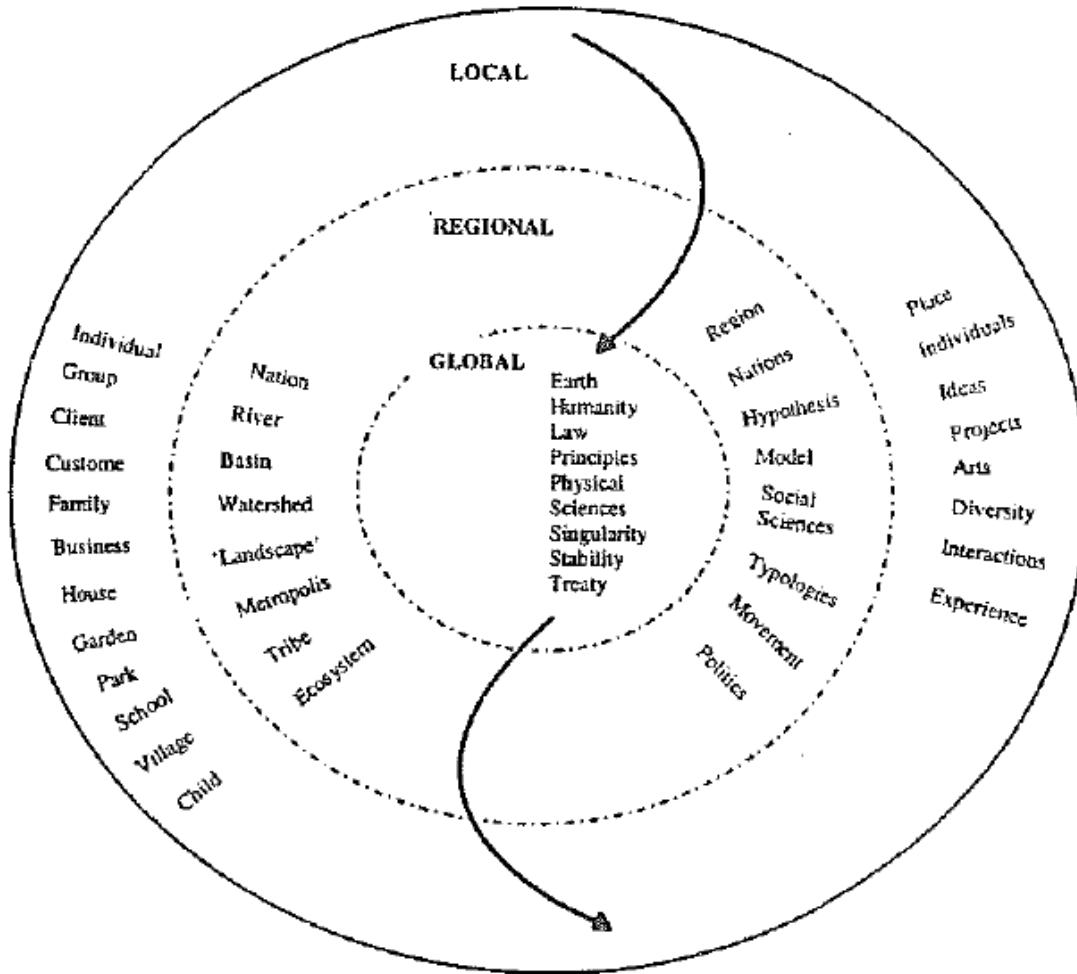 LOCAL
REGIONAL
GLOBAL
Individual
Group
Client
Custome
Family
Business
House
Garden
Park
School
Village
Child
Nation
River
Basin
Watershed
'Landscape'
Metropolis
Tribe
Ecosystem
Earth
Humanity
Law
Principles
Physical
Sciences
Singularity
Stability
Treaty
Region
Nations
Hypothesis
Model
Social
Sciences
Typologies
Movement
Politics
Place
Individuals
Ideas
Projects
Arts
Diversity
Interactions
Experience